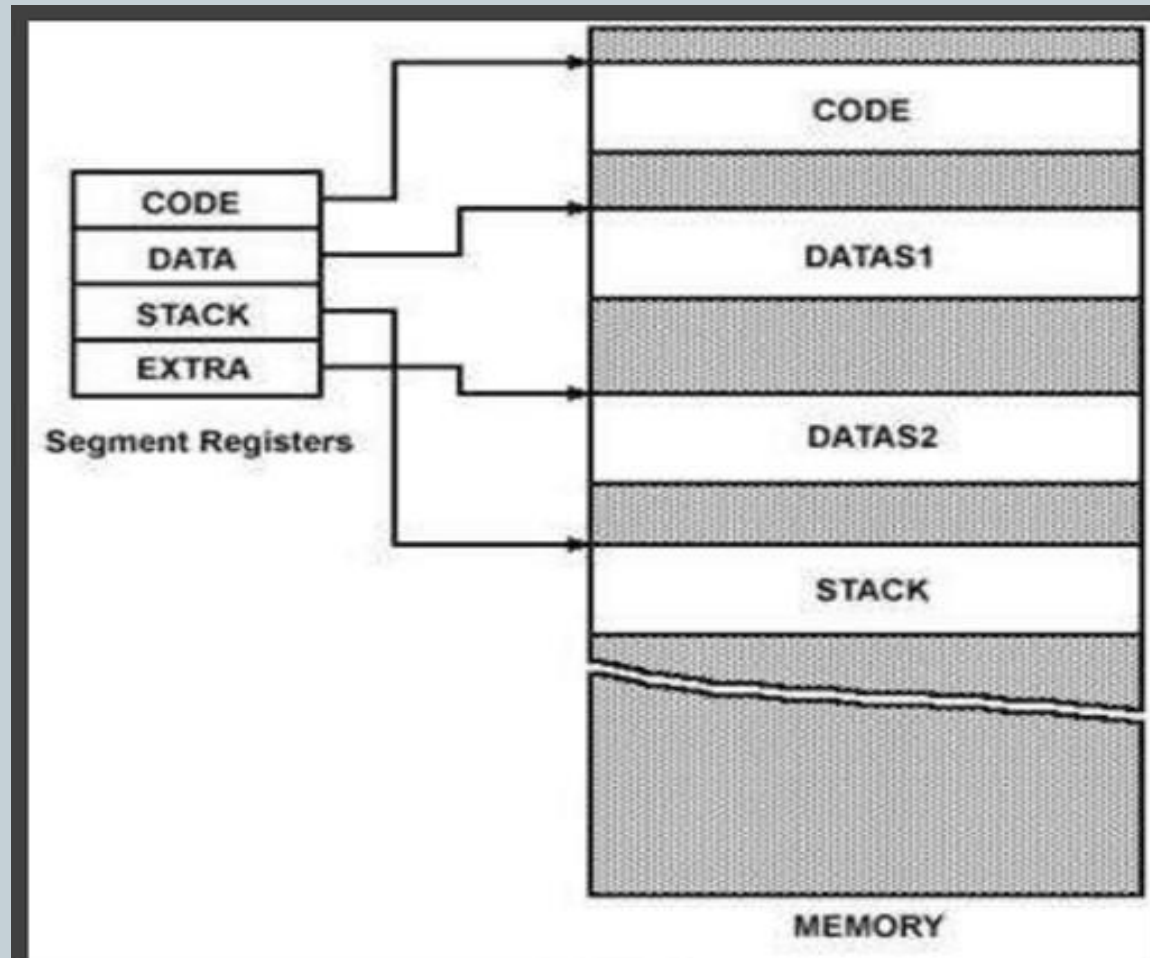 CODE
DATA
STACK
EXTRA
Segment Registers
CODE
DATAS1
DATAS2
STACK
MEMORY